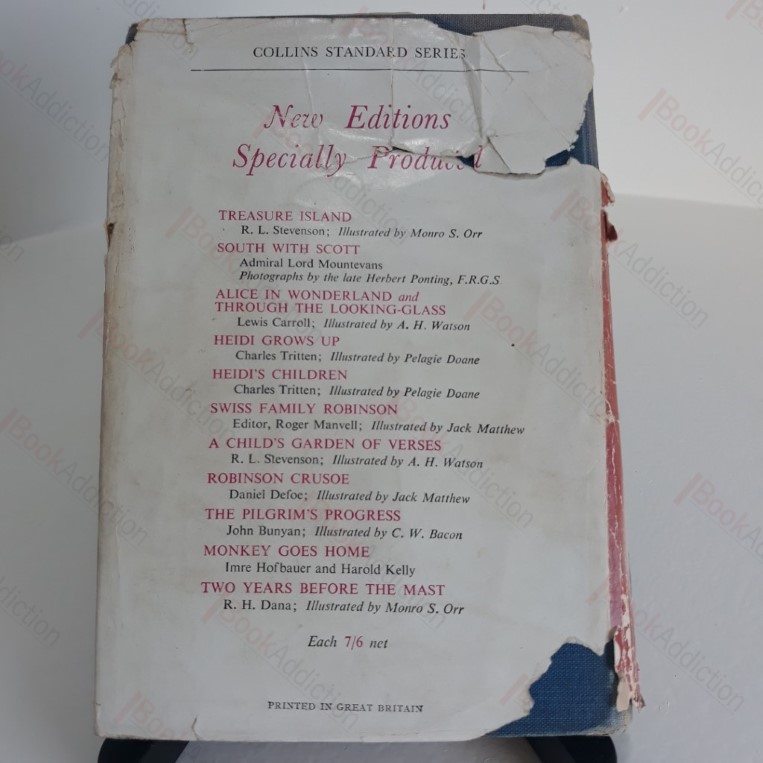 COLLINS STANDARD SERIES
New Editions
Specially Produced
TREASURE ISLAND
R. L. Stevenson; Illustrated by Monro S. Orr
SOUTH WITH SCOTT
Admiral Lord Mountevans
Photographs by the late Herbert Ponting, F.R.G.S.
ALICE IN WONDERLAND and
THROUGH THE LOOKING-GLASS
Lewis Carroll; Illustrated by A. H. Watson
HEIDI GROWS UP
Charles Tritten; Illustrated by Pelagie Doane
HEIDI'S CHILDREN
Charles Tritten; Illustrated by Pelagie Doane
SWISS FAMILY ROBINSON
Editor, Roger Manvell; Illustrated by Jack Matthew
A CHILD'S GARDEN OF VERSES
R. L. Stevenson; Illustrated by A. H. Watson
ROBINSON CRUSOE
Daniel Defoe; Illustrated by Jack Matthew
THE PILGRIM'S PROGRESS
John Bunyan; Illustrated by C. W. Bacon
MONKEY GOES HOME
Imre Hofbauer and Harold Kelly
TWO YEARS BEFORE THE MAST
R. H. Dana; Illustrated by Monro S. Orr
Each 7/6 net
PRINTED IN GREAT BRITAIN
BookAddiction